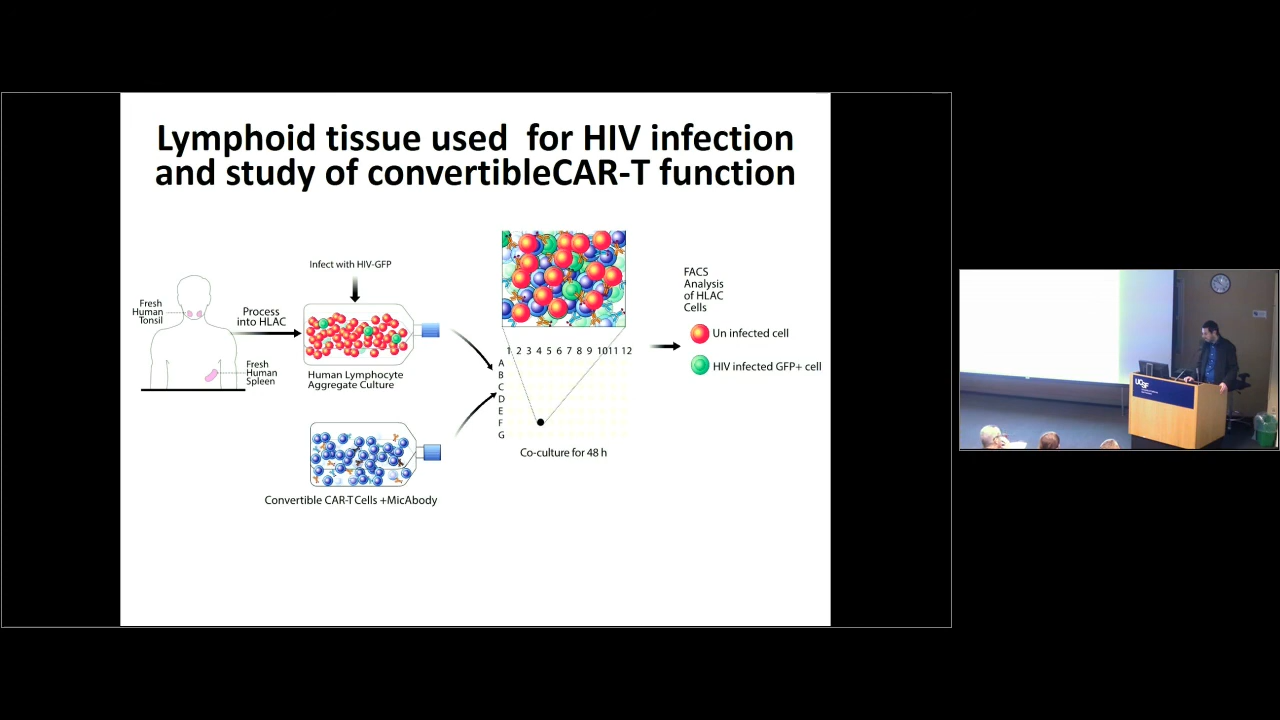 Lymphoid tissue used for HIV infection
and study of convertibleCAR-T function
Infect with HIV-GFP
Fresh
Human
Tonsil
Process
into HLAC
Fresh
Human
Spleen
Human Lymphocyte
Aggregate Culture
Convertible CAR-T Cells +MicAbody
1 2 3 4 5 6 7 8 9 1011 12
A
B
C
D
E
F
G
Co-culture for 48 h
FACS
Analysis
of HLAC
Cells
Un infected cell
HIV infected GFP+ cell
UCSF